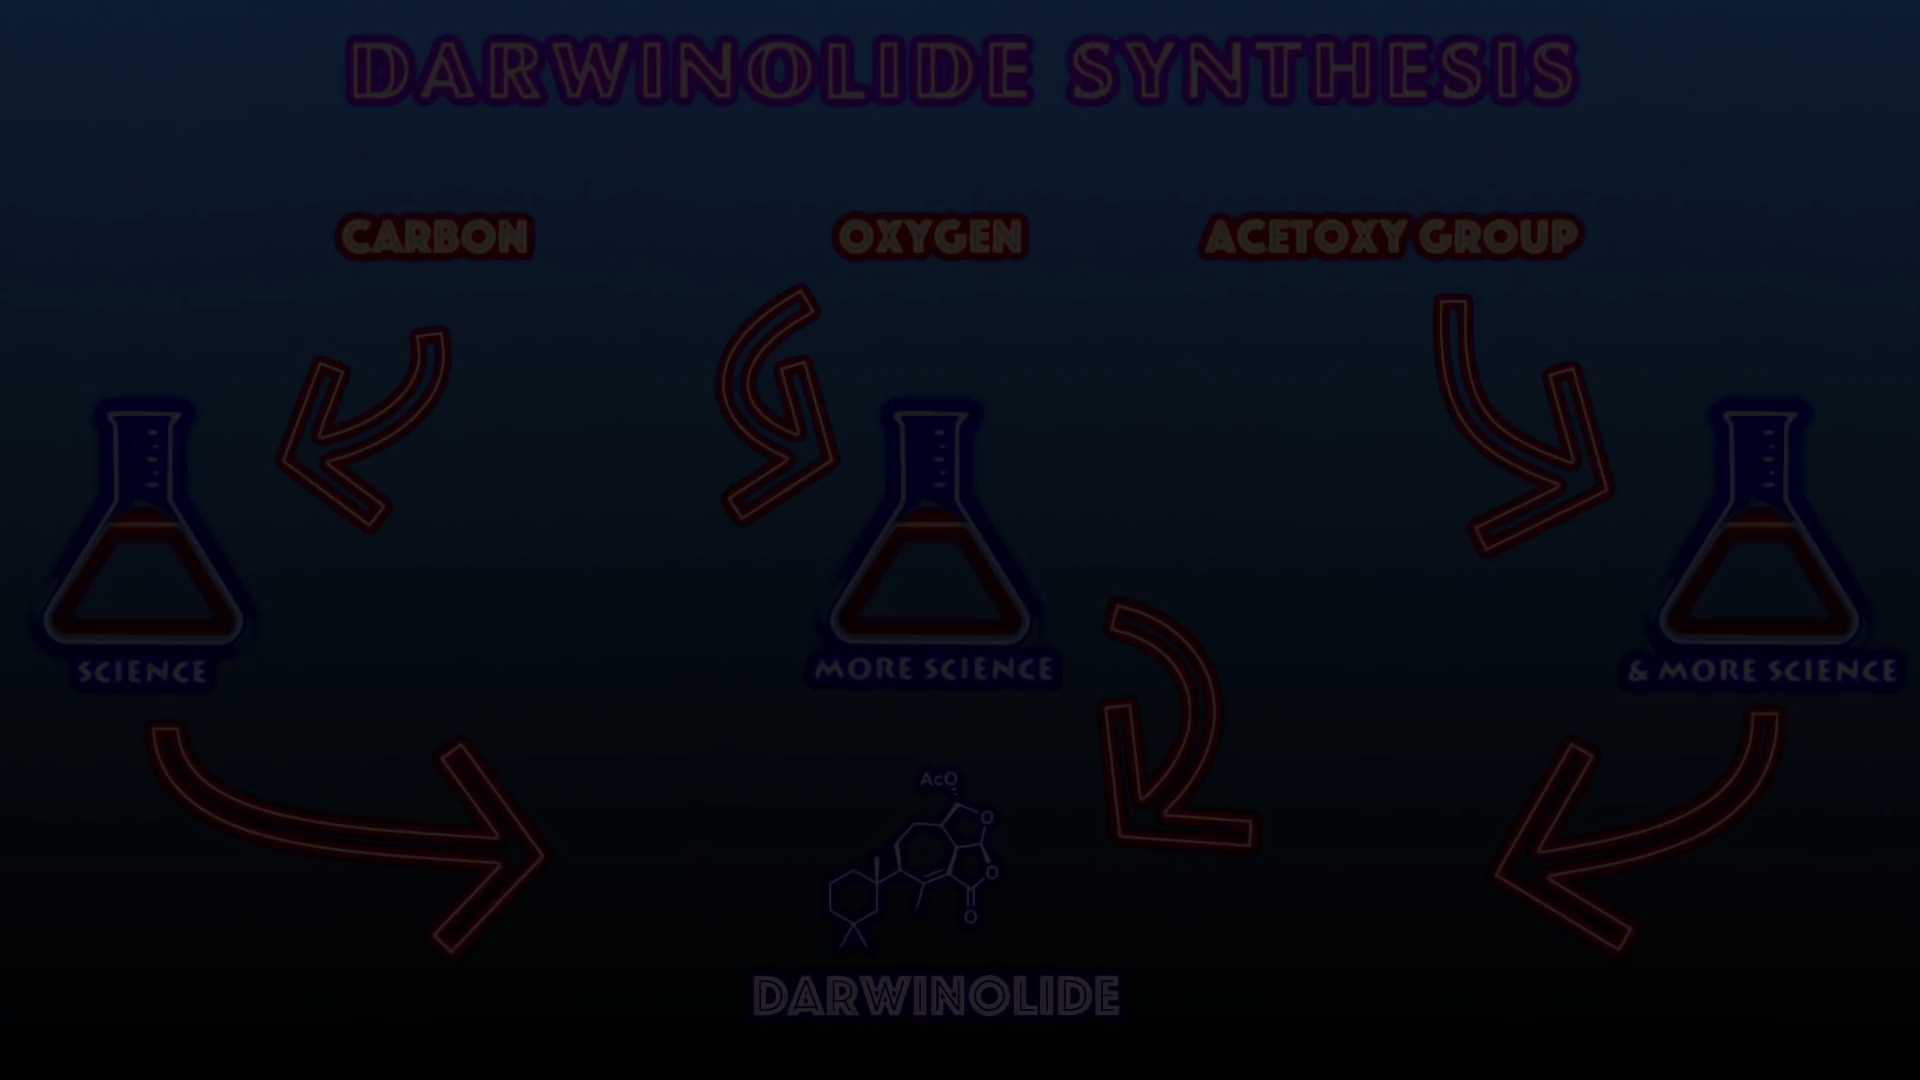 DARWINOLIDE SYNTHESIS
CARBON
OXYGEN
ACETOXY GROUP
SCIENCE
MORE SCIENCE
& MORE SCIENCE
AcO
O
O
O
DARWINOLIDE